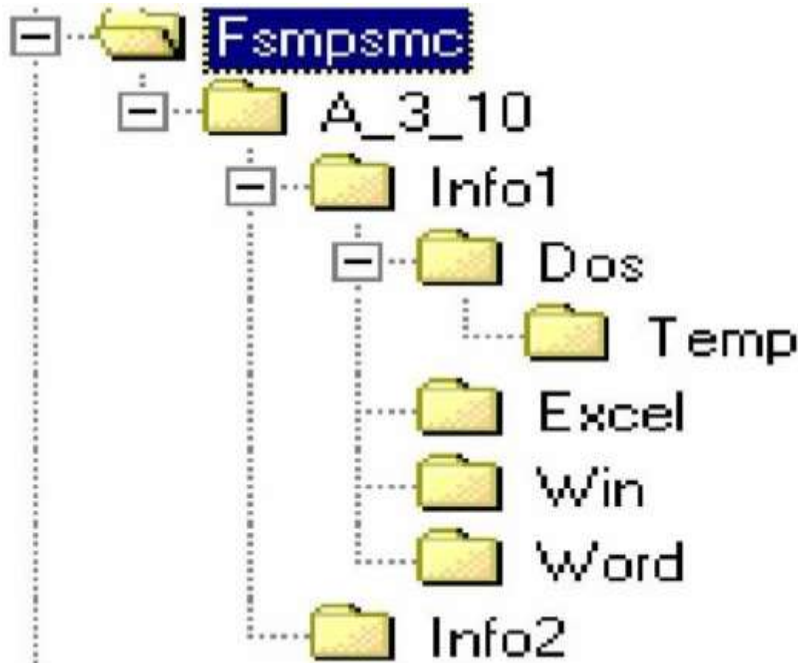 Fsmpsmc
A_3_10
Info1
Dos
Temp
Excel
Win
Word
Info2